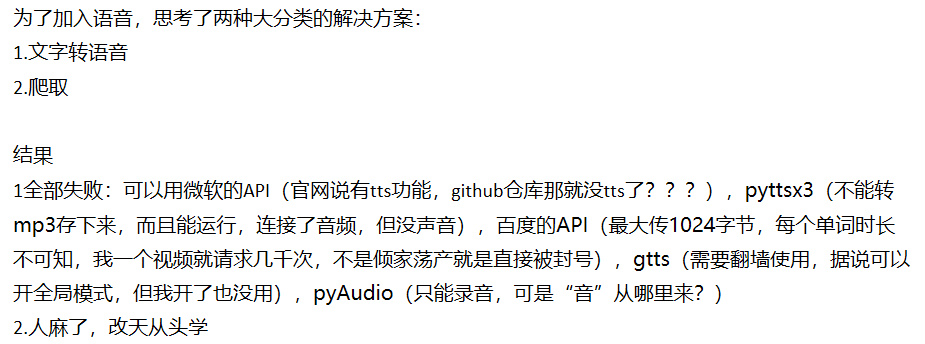 为了加入语音，思考了两种大分类的解决方案：
1.文字转语音
2.爬取
结果
1全部失败：可以用微软的API（官网说有tts功能，github仓库那就没tts了？？？），pyttsx3（不能转
mp3存下来，而且能运行，连接了音频，但没声音），百度的API（最大传1024字节，每个单词时长
不可知，我一个视频就请求几千次，不是倾家荡产就是直接被封号），gtts（需要翻墙使用，据说可以
开全局模式，但我开了也没用），pyAudio（只能录音，可是“音”从哪里来？）
2.人麻了，改天从头学